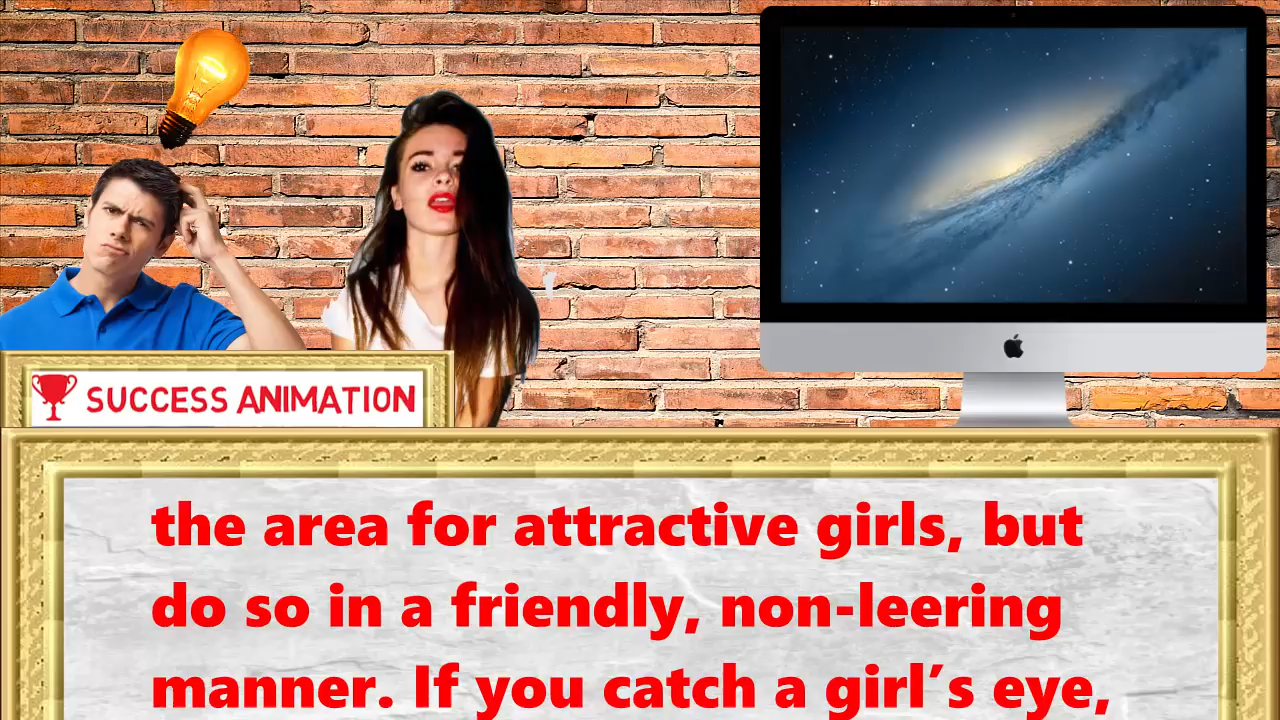 SUCCESS ANIMATION
the area for attractive girls, but
do so in a friendly, non-leering
manner. If you catch a girl’s eye,